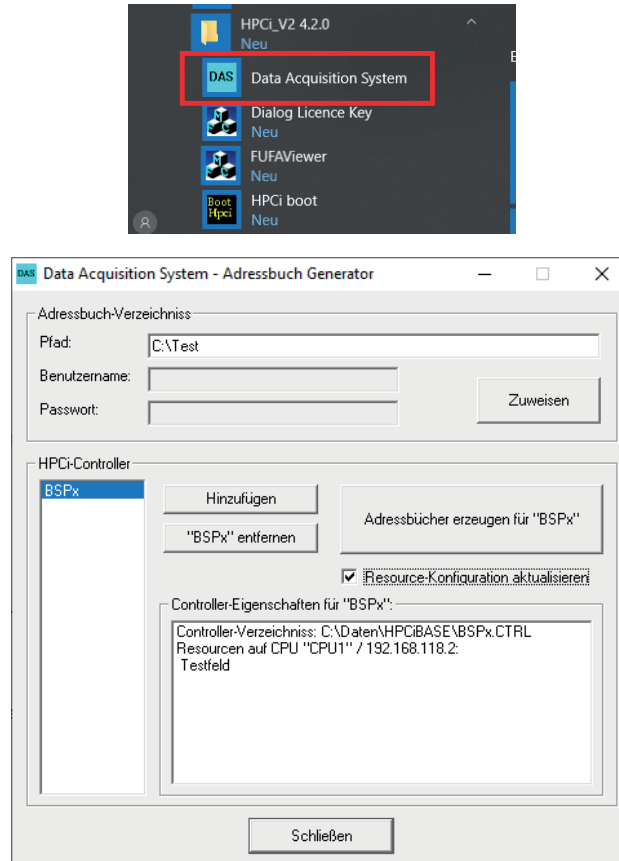 HPCi_V2 4.2.0
Neu
DAS Data Acquisition System
Dialog Licence Key
Neu
FUFAViewer
Neu
Boot
Hpci
HPCi boot
Neu
DAS Data Acquisition System - Adressbuch Generator
Adressbuch-Verzeichniss
Pfad: C:\Test
Benutzername:
Passwort:
Zuweisen
HPCi-Controller
BSPx
Hinzufügen
"BSPx" entfernen
Adressbücher erzeugen für "BSPx"
Resource-Konfiguration aktualisieren
Controller-Eigenschaften für "BSPx":
Controller-Verzeichniss: C:\Daten\HPCiBASE\BSPx.CTRL
Resourcen auf CPU "CPU1" / 192.168.118.2:
Testfeld
Schließen